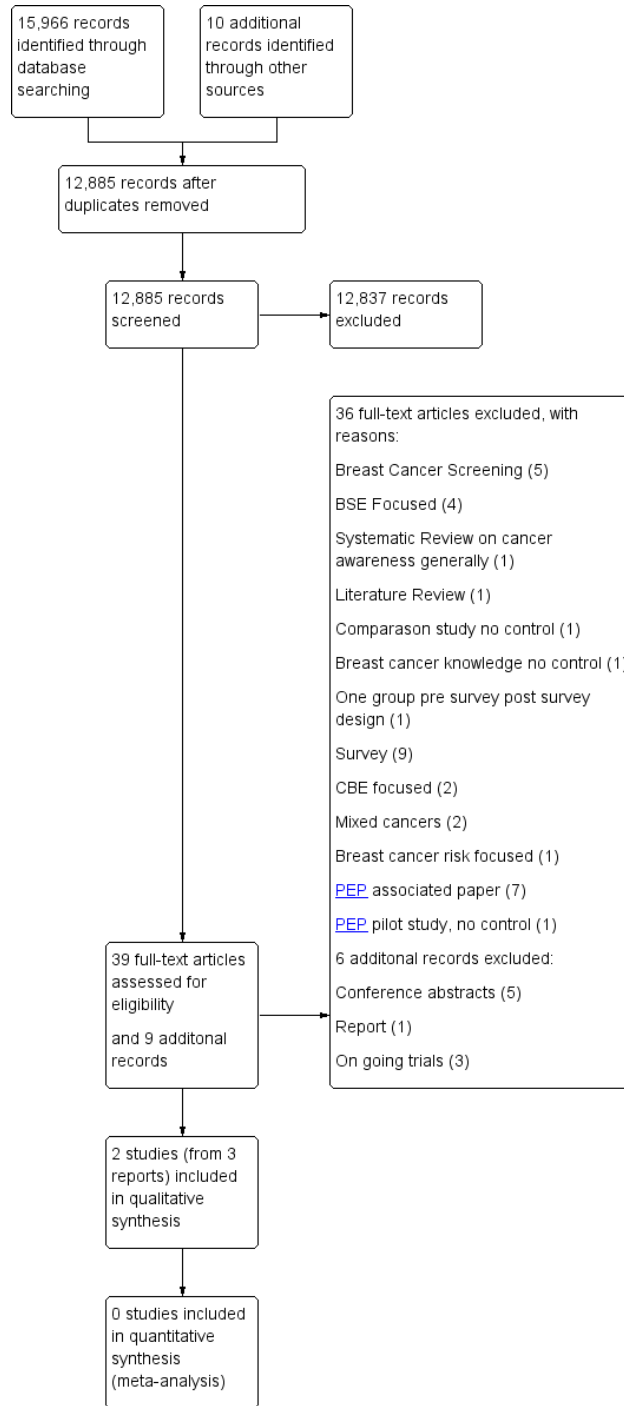 15,966 records
identified through
database
searching
10 additional
records identified
through other
sources
12,885 records after
duplicates removed
12,885 records
screened
12,837 records
excluded
36 full-text articles excluded, with
reasons:
Breast Cancer Screening (5)
BSE Focused (4)
Systematic Review on cancer
awareness generally (1)
Literature Review (1)
Comparason study no control (1)
Breast cancer knowledge no control (1)
One group pre survey post survey
design (1)
Survey (9)
CBE focused (2)
Mixed cancers (2)
Breast cancer risk focused (1)
PEP associated paper (7)
PEP pilot study, no control (1)
6 additonal records excluded:
Conference abstracts (5)
Report (1)
On going trials (3)
39 full-text articles
assessed for
eligibility
and 9 additonal
records
2 studies (from 3
reports) included
in qualitative
synthesis
0 studies included
in quantitative
synthesis
(meta-analysis)